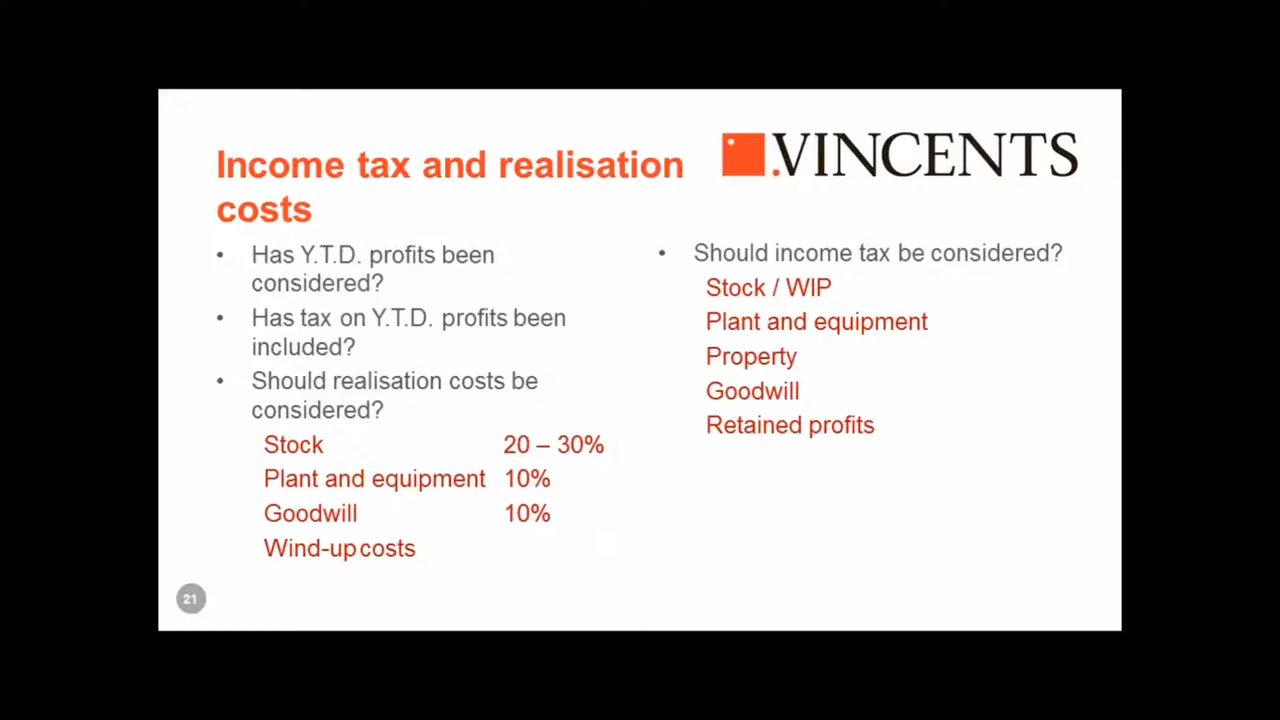 Income tax and realisation
costs
.VINCENTS
• Has Y.T.D. profits been
considered?
• Has tax on Y.T.D. profits been
included?
• Should realisation costs be
considered?
Stock 20 – 30%
Plant and equipment 10%
Goodwill 10%
Wind-up costs
• Should income tax be considered?
Stock / WIP
Plant and equipment
Property
Goodwill
Retained profits
21